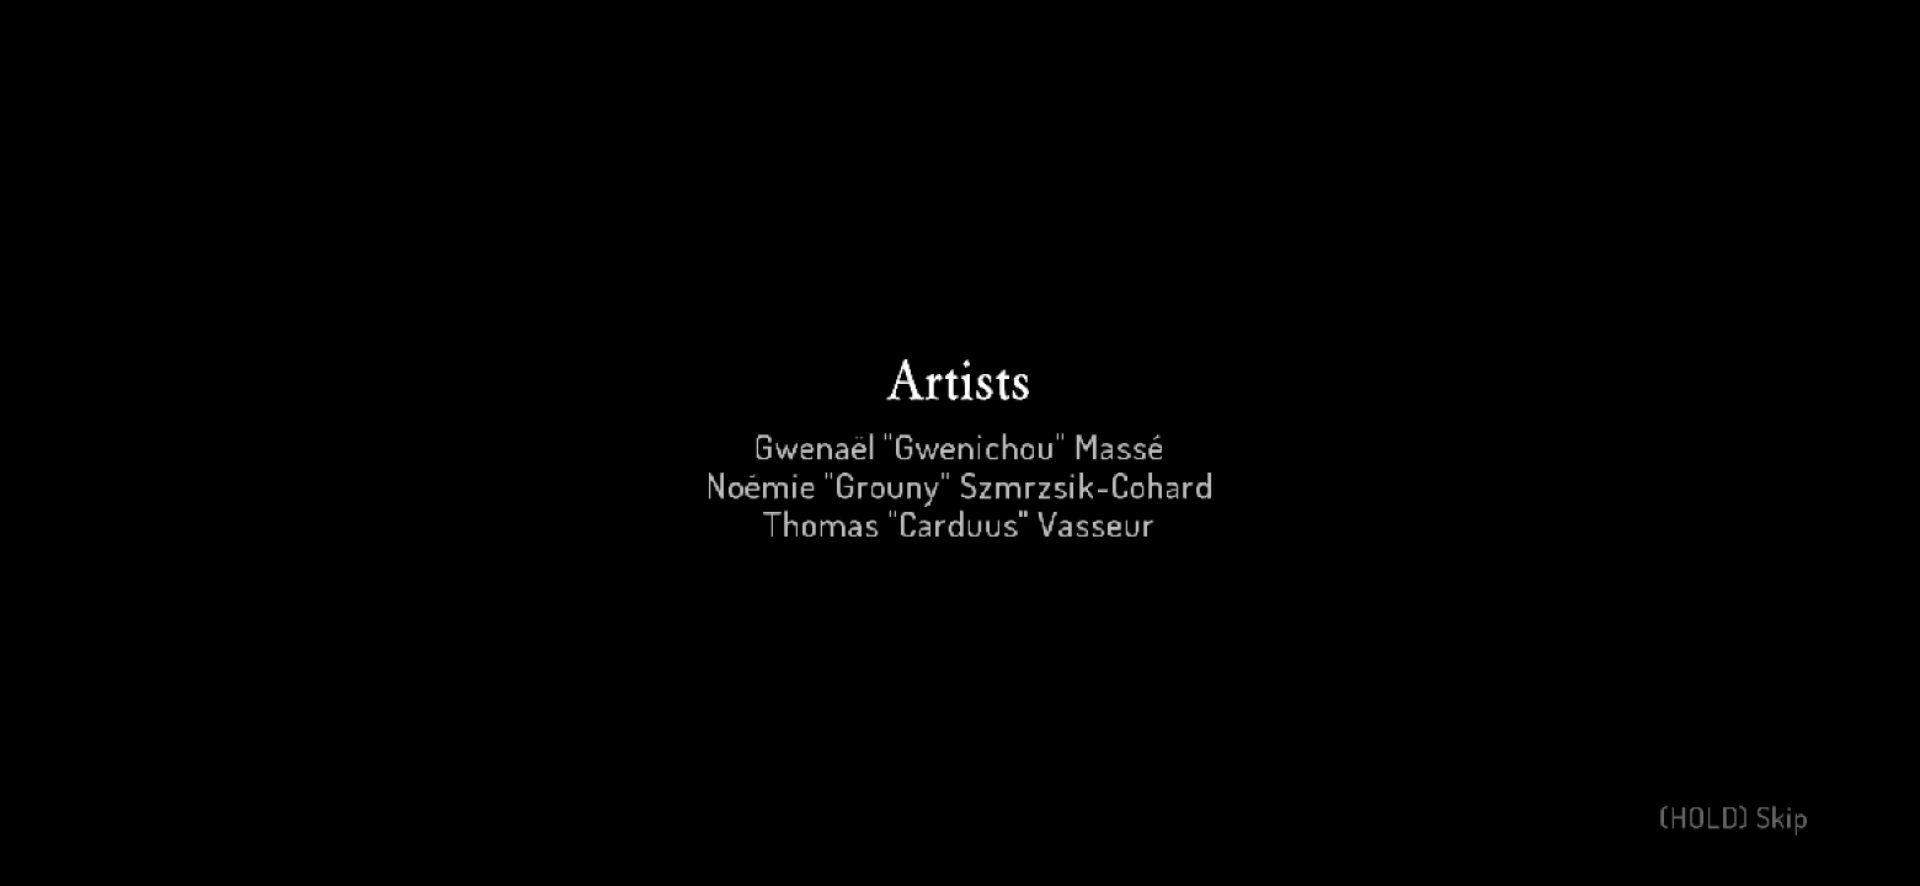 Artists
Gwenaël "Gwenichou" Massé
Noémie "Grouny" Szmrzsik-Cohard
Thomas "Carduus" Vasseur
(HOLD) Skip